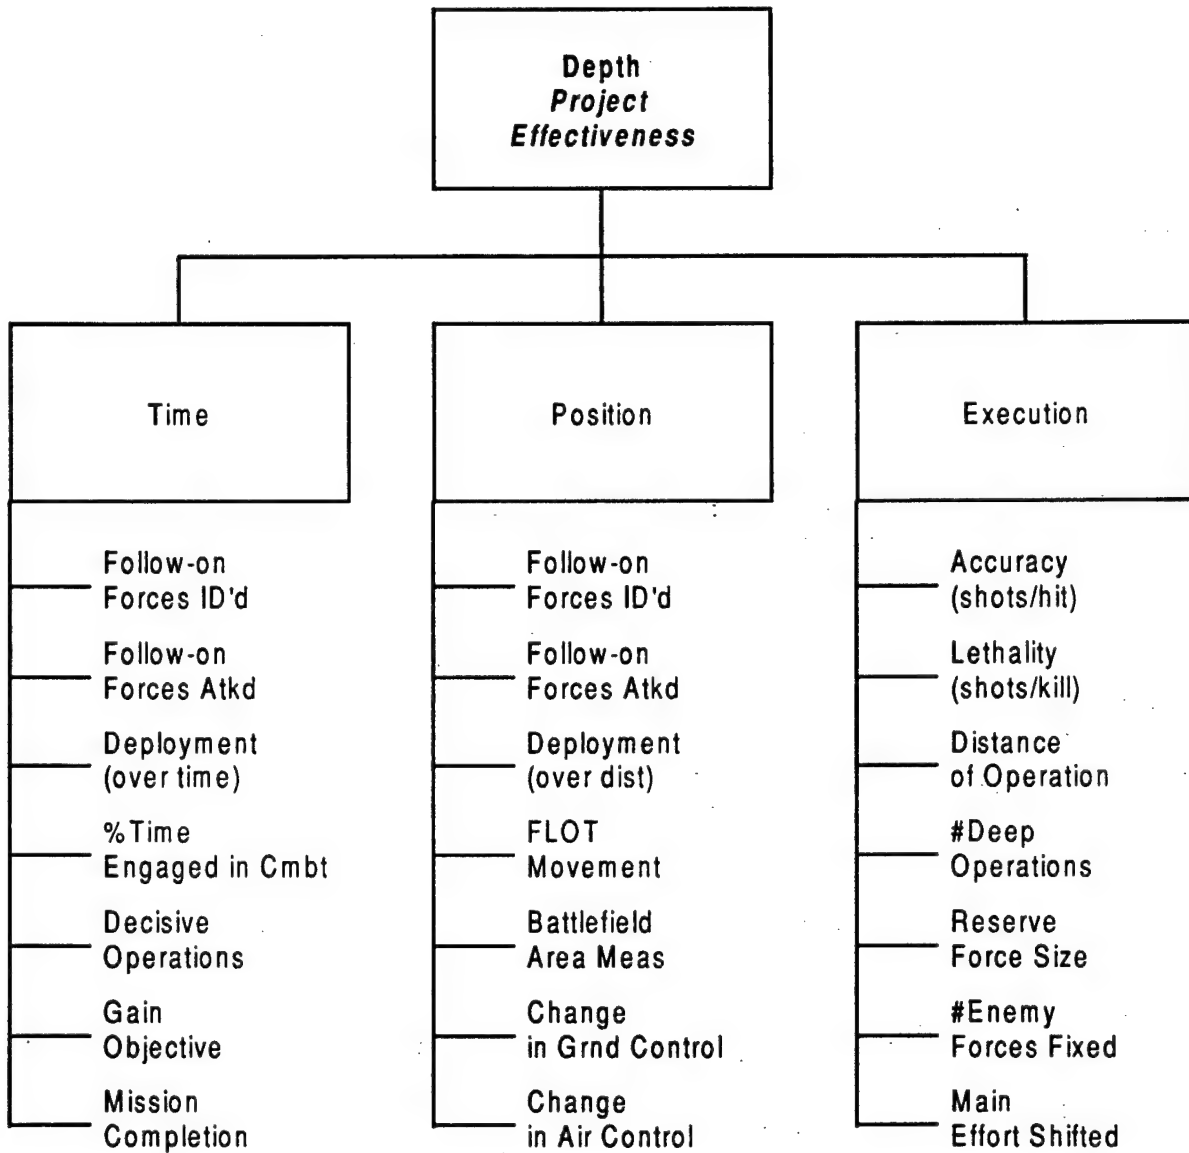 Depth
Project
Effectiveness
Time
Position
Execution
Follow-on
Forces ID'd
Follow-on
Forces Atkd
Deployment
(over time)
%Time
Engaged in Cmbt
Decisive
Operations
Gain
Objective
Mission
Completion
Follow-on
Forces ID'd
Follow-on
Forces Atkd
Deployment
(over dist)
FLOT
Movement
Battlefield
Area Meas
Change
in Grnd Control
Change
in Air Control
Accuracy
(shots/hit)
Lethality
(shots/kill)
Distance
of Operation
#Deep
Operations
Reserve
Force Size
#Enemy
Forces Fixed
Main
Effort Shifted